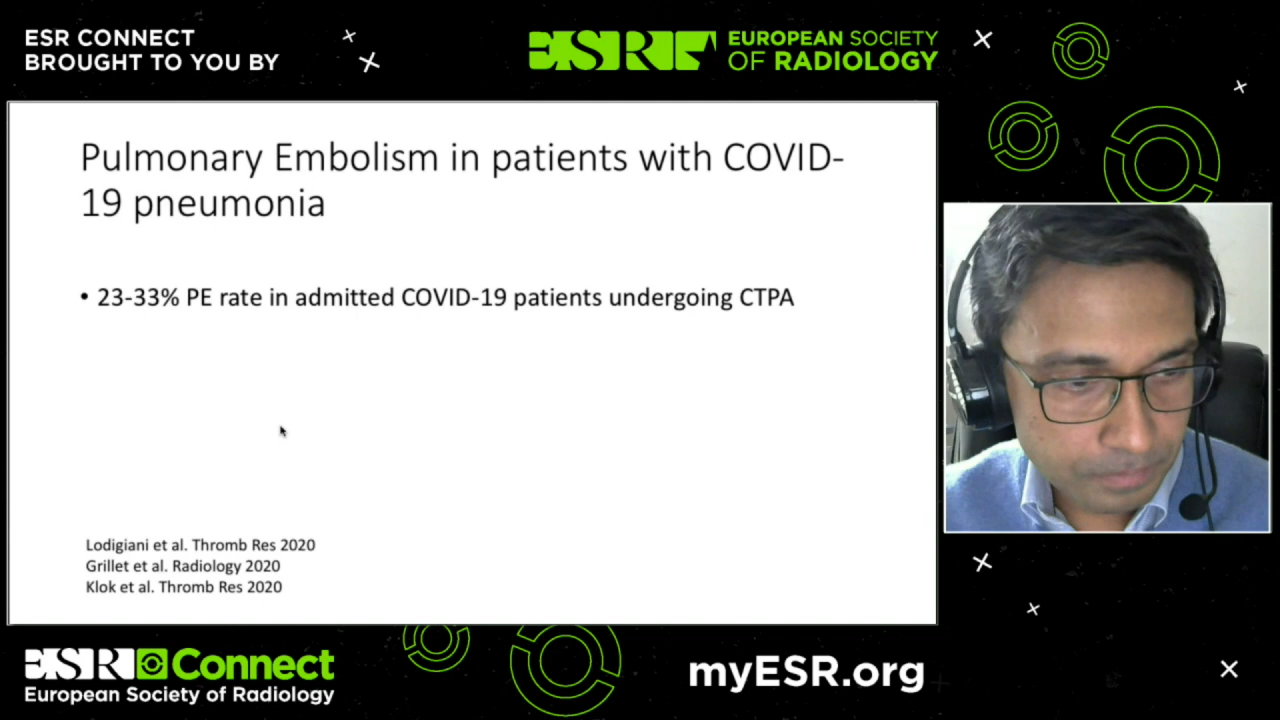 ESR CONNECT
BROUGHT TO YOU BY
ESR
EUROPEAN SOCIETY
OF RADIOLOGY
Pulmonary Embolism in patients with COVID-
19 pneumonia
• 23-33% PE rate in admitted COVID-19 patients undergoing CTPA
Lodigiani et al. Thromb Res 2020
Grillet et al. Radiology 2020
Klok et al. Thromb Res 2020
ESR Connect
European Society of Radiology
myESR.org